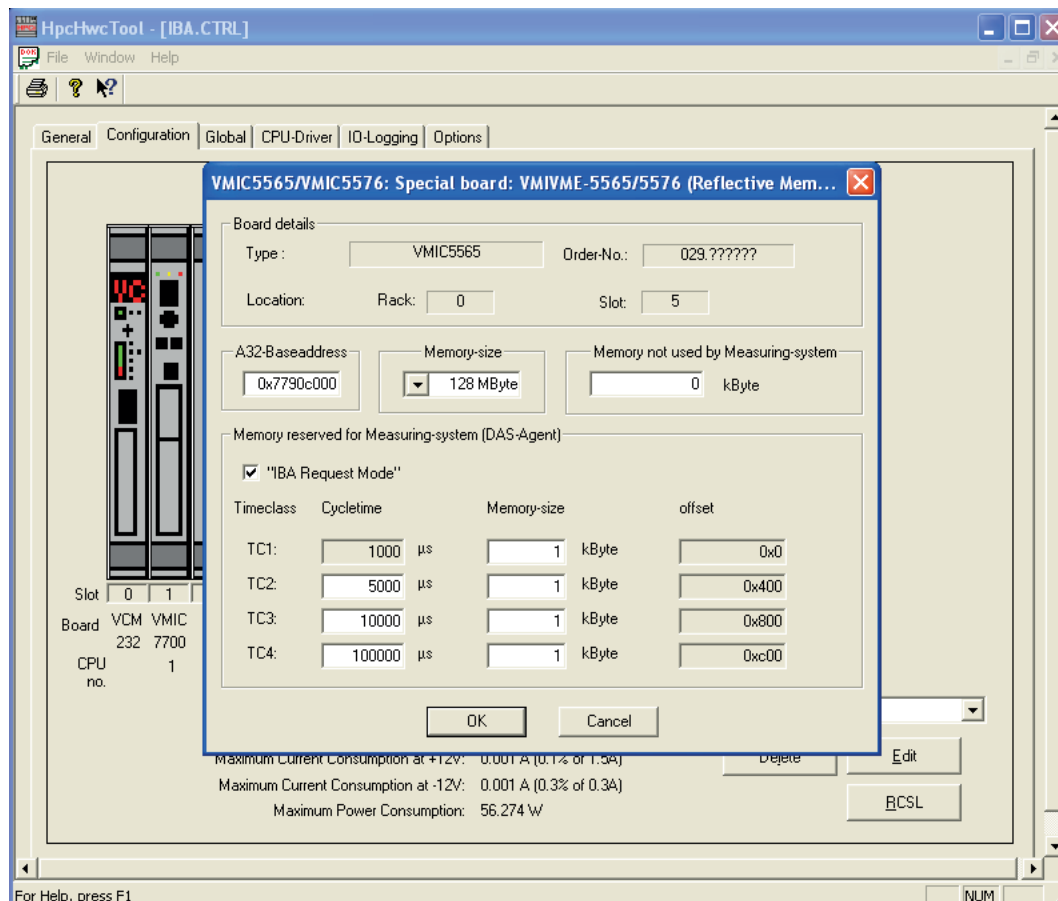 HpcHwcTool - [IBA.CTRL]
File Window Help
General Configuration Global CPU-Driver IO-Logging Options
VMIC5565/VMIC5576: Special board: VMIVME-5565/5576 (Reflective Mem...
Board details
Type : VMIC5565 Order-No.: 029.??????
Location: Rack: 0 Slot: 5
A32-Baseaddress Memory-size Memory not used by Measuring-system
0x7790c000 128 MByte 0 kByte
Memory reserved for Measuring-system (DAS-Agent)
"IBA Request Mode"
Timeclass Cycletime Memory-size offset
TC1: 1000 µs 1 kByte 0x0
TC2: 5000 µs 1 kByte 0x400
TC3: 10000 µs 1 kByte 0x800
TC4: 100000 µs 1 kByte 0xc00
OK Cancel
Slot 0 1
Board VCM VMIC
232 7700
CPU 1
no.
Maximum Current Consumption at +12V: 0.001 A (0.1% of 1.5A)
Maximum Current Consumption at -12V: 0.001 A (0.3% of 0.3A)
Maximum Power Consumption: 56.274 W
Delete Edit
RCSL
For Help, press F1 NUM